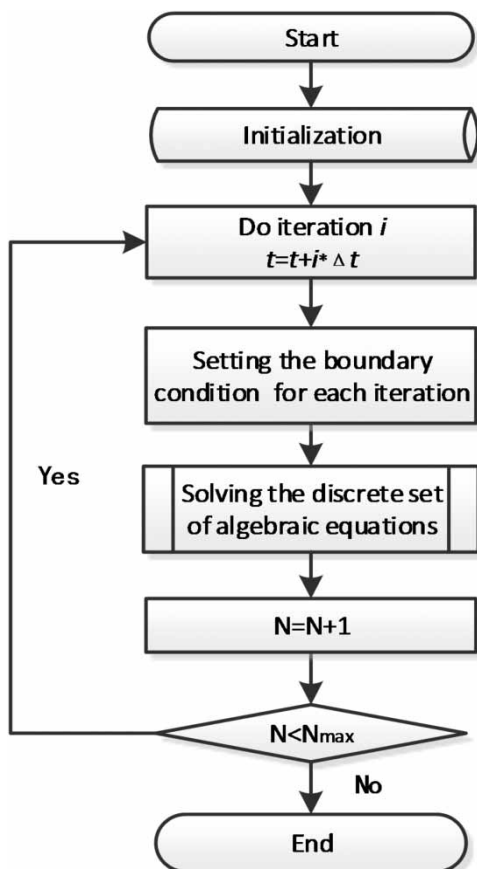 Start
Initialization
Do iteration i
t=t+i* Δ t
Setting the boundary
condition for each iteration
Solving the discrete set
of algebraic equations
Yes
N=N+1
N<Nmax
No
End